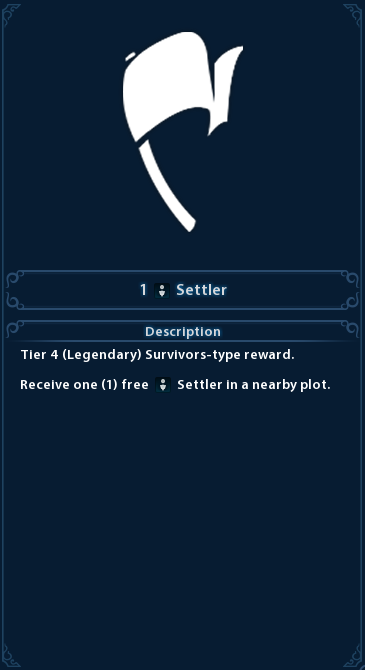 1 Settler
Description
Tier 4 (Legendary) Survivors-type reward.
Receive one (1) free Settler in a nearby plot.